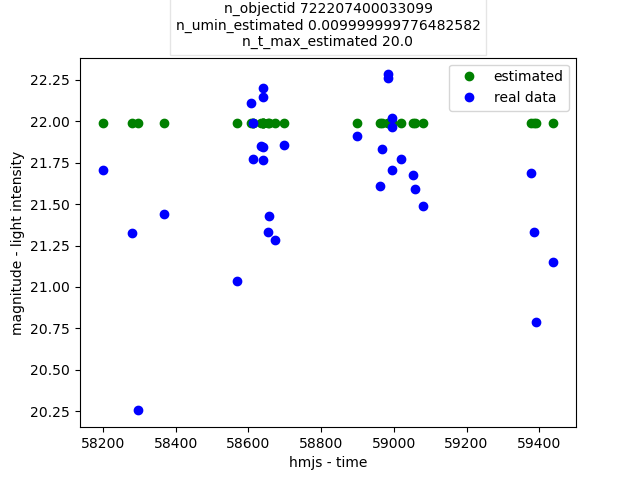 n_objectid 722207400033099
n_umin_estimated 0.009999999776482582
n_t_max_estimated 20.0
estimated
real data
magnitude - light intensity
22.25
22.00
21.75
21.50
21.25
21.00
20.75
20.50
20.25
58200 58400 58600 58800 59000 59200 59400
hmjs - time